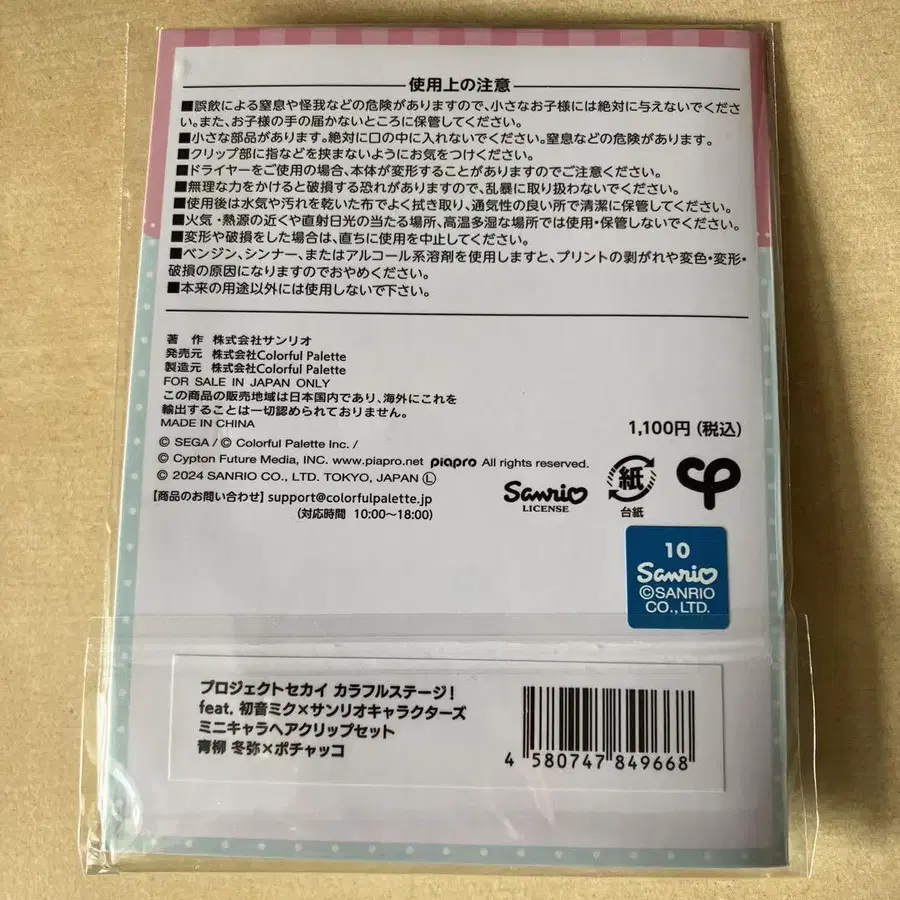 使用上の注意
■誤飲による窒息や怪我などの危険がありますので、小さなお子様には絶対に与えないでくださ
い。また、お子様の手の届かないところに保管してください。
■小さな部品があります。絶対に口の中に入れないでください。窒息などの危険があります。
■クリップ部に指などを挟まないようにお気をつけください。
■ドライヤーをご使用の場合、本体が変形することがありますのでご注意ください。
■無理な力をかけると破損する恐れがありますので、乱暴に取り扱わないでください。
■使用後は水気や汚れを乾いた布でよく拭き取り、通気性の良い所で清潔に保管してください。
■火気・熱源の近くや直射日光の当たる場所、高温多湿な場所では使用・保管しないでください。
■変形や破損をした場合は、直ちに使用を中止してください。
■ベンジン、シンナー、またはアルコール系溶剤を使用しますと、プリントの剥がれや変色・変形・
破損の原因になりますのでおやめください。
■本来の用途以外には使用しないで下さい。
著 作 株式会社サンリオ
発売元 株式会社Colorful Palette
製造元 株式会社Colorful Palette
FOR SALE IN JAPAN ONLY
この商品の販売地域は日本国内であり、海外にこれを
輸出することは一切認められておりません。
MADE IN CHINA
1,100円(税込)
© SEGA / © Colorful Palette Inc. /
© Cypton Future Media, INC. www.piapro.net piapro All rights reserved.
© 2024 SANRIO CO., LTD. TOKYO, JAPAN Ⓛ
【商品のお問い合わせ】support@colorfulpalette.jp
(対応時間 10:00～18:00)
Sanrio
LICENSE
紙
台紙
10
Sanrio
©SANRIO
CO.,LTD.
プロジェクトセカイ カラフルステージ!
feat. 初音ミク×サンリオキャラクターズ
ミニキャラヘアクリップセット
青柳 冬弥×ポチャッコ
4 580747 849668